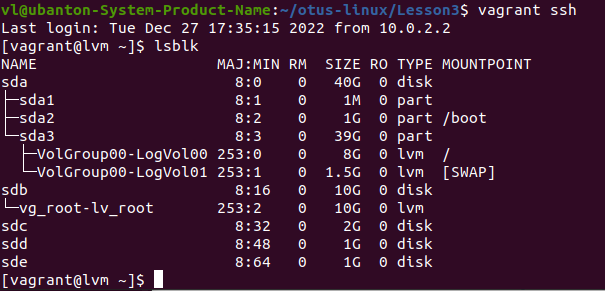 vl@ubanton-System-Product-Name:~/otus-linux/Lesson3$ vagrant ssh
Last login: Tue Dec 27 17:35:15 2022 from 10.0.2.2
[vagrant@lvm ~]$ lsblk
NAME                    MAJ:MIN RM  SIZE RO TYPE MOUNTPOINT
sda                       8:0    0   40G  0 disk
├─sda1                    8:1    0    1M  0 part
├─sda2                    8:2    0    1G  0 part /boot
└─sda3                    8:3    0   39G  0 part
  ├─VolGroup00-LogVol00 253:0    0    8G  0 lvm  /
  └─VolGroup00-LogVol01 253:1    0  1.5G  0 lvm  [SWAP]
sdb                       8:16   0   10G  0 disk
└─vg_root-lv_root       253:2    0   10G  0 lvm
sdc                       8:32   0    2G  0 disk
sdd                       8:48   0    1G  0 disk
sde                       8:64   0    1G  0 disk
[vagrant@lvm ~]$